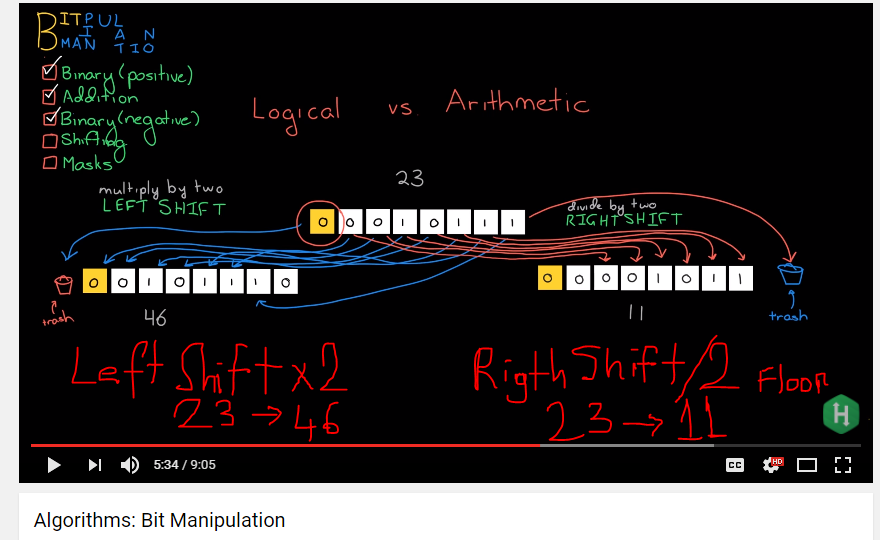 BITPUL
I A N
MAN TIO
Binary (positive)
Addition
Binary (negative)
Shifting
Masks
Logical vs Arithmetic
23
multiply by two
LEFT SHIFT
divide by two
RIGHT SHIFT
0 0 0 1 0 1 1 1
0 0 1 0 1 1 1 0
0 0 0 0 1 0 1 1
trash
46
11
trash
Left Shift x2
23 → 46
Rigth Shift/2 Floor
23 → 11
H
5:34 / 9:05
CC
HD
Algorithms: Bit Manipulation